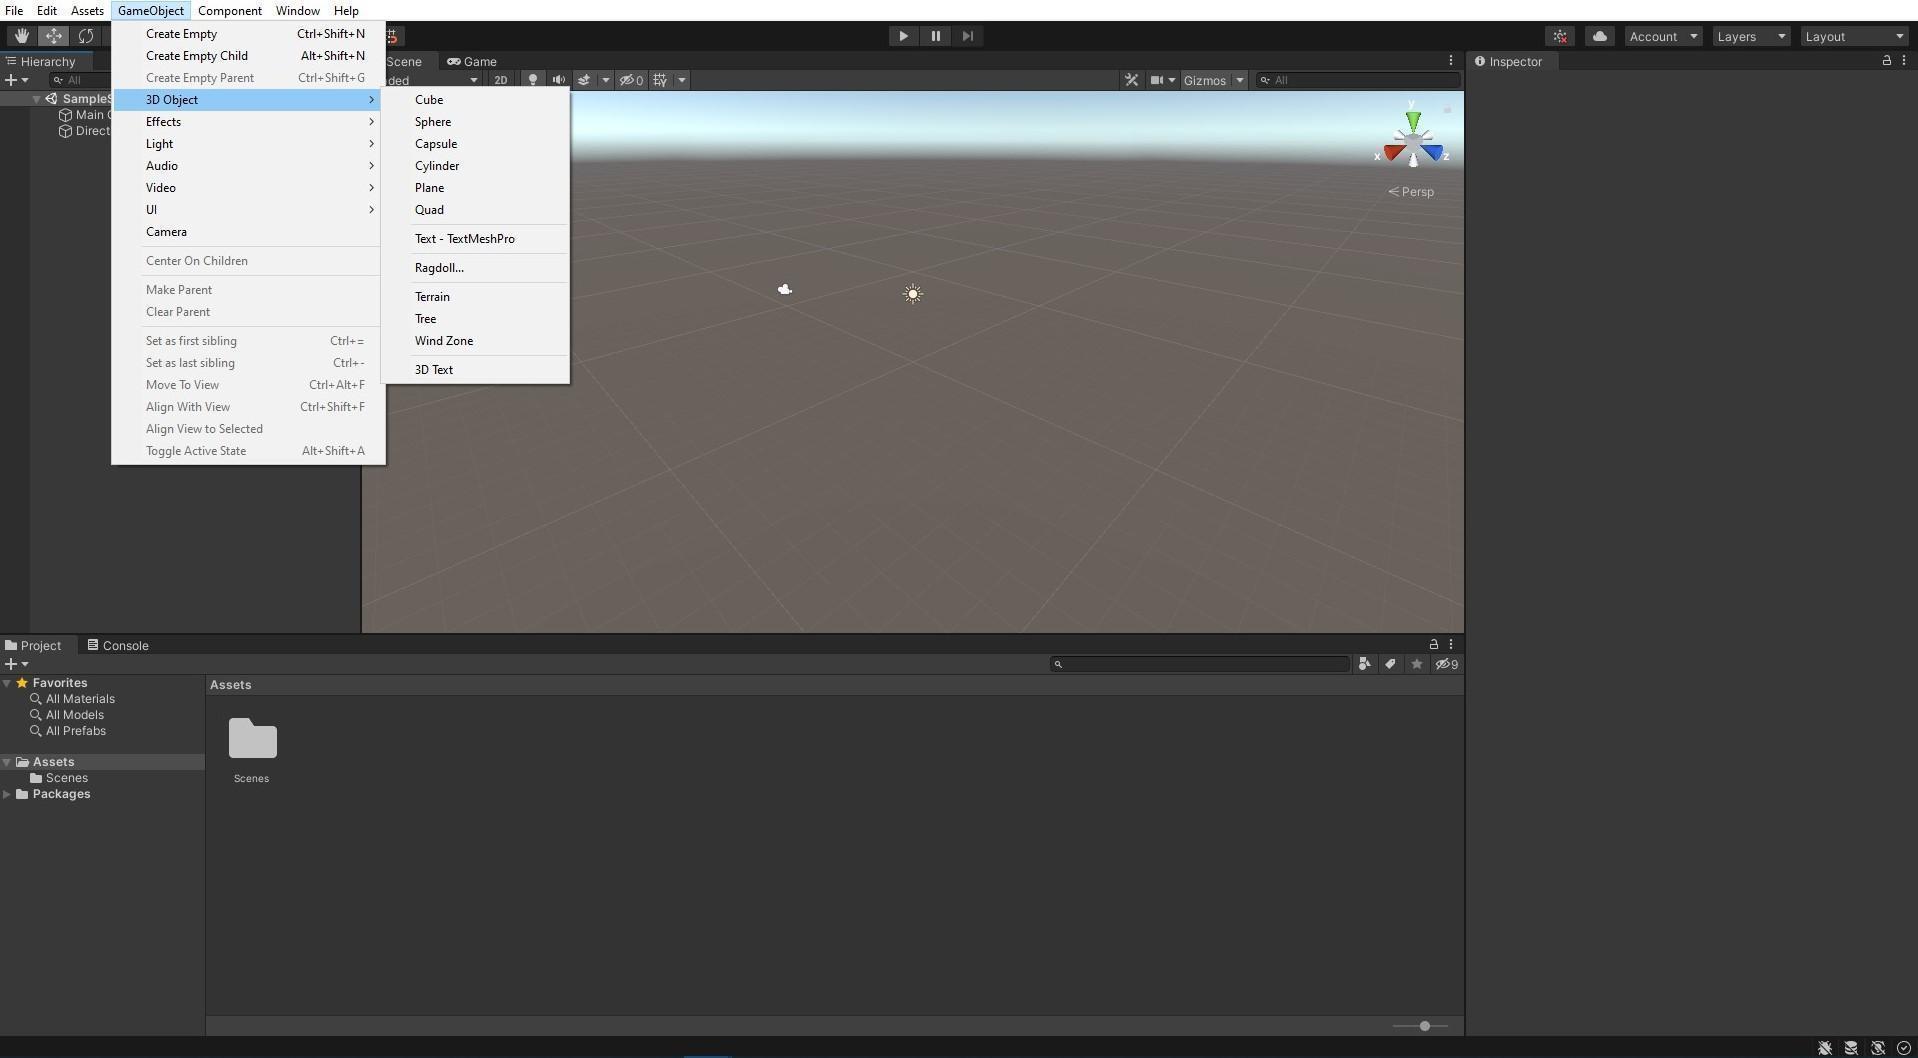 File Edit Assets GameObject Component Window Help
Account Layers Layout
Hierarchy
All
SampleS
Main C
Direct
Create Empty Ctrl+Shift+N
Create Empty Child Alt+Shift+N
Create Empty Parent Ctrl+Shift+G
3D Object
Effects
Light
Audio
Video
UI
Camera
Center On Children
Make Parent
Clear Parent
Set as first sibling Ctrl+=
Set as last sibling Ctrl+-
Move To View Ctrl+Alt+F
Align With View Ctrl+Shift+F
Align View to Selected
Toggle Active State Alt+Shift+A
Cube
Sphere
Capsule
Cylinder
Plane
Quad
Text - TextMeshPro
Ragdoll...
Terrain
Tree
Wind Zone
3D Text
Scene Game
ded 2D 0 Gizmos All
y
x z
Persp
Inspector
Project Console
9
Favorites
All Materials
All Models
All Prefabs
Assets
Scenes
Packages
Assets
Scenes